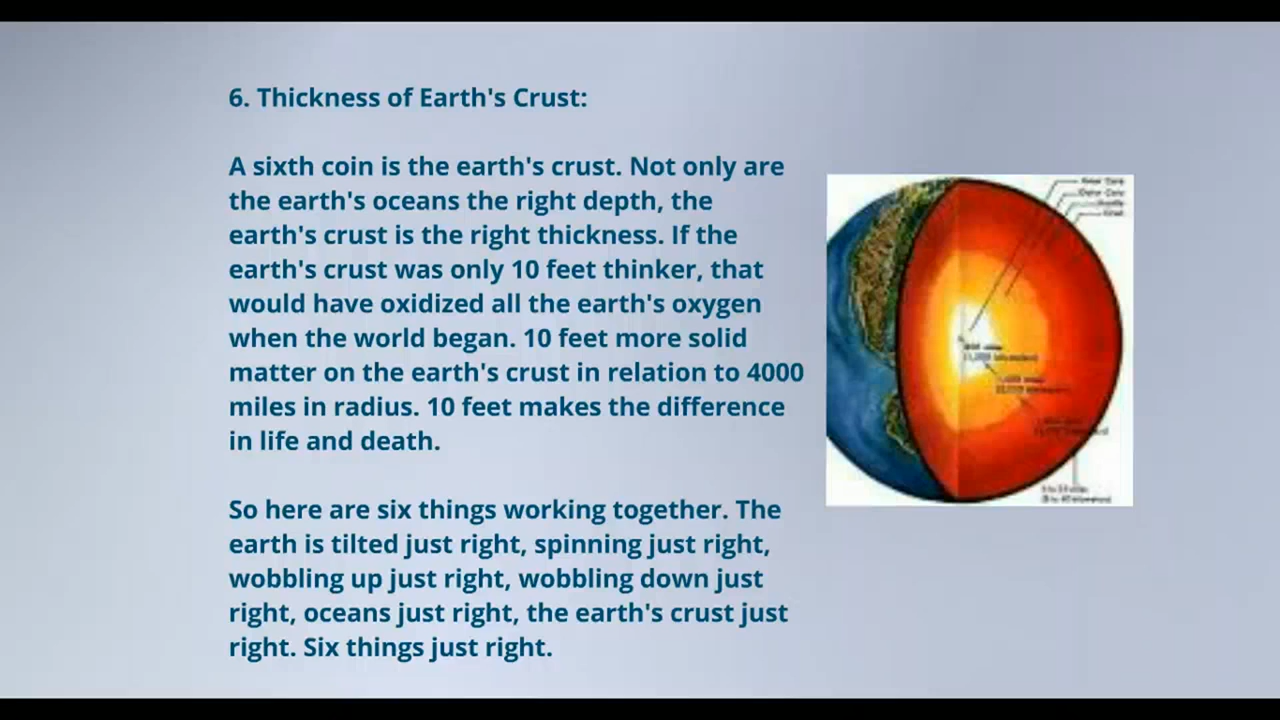 6. Thickness of Earth's Crust:
A sixth coin is the earth's crust. Not only are
the earth's oceans the right depth, the
earth's crust is the right thickness. If the
earth's crust was only 10 feet thinker, that
would have oxidized all the earth's oxygen
when the world began. 10 feet more solid
matter on the earth's crust in relation to 4000
miles in radius. 10 feet makes the difference
in life and death.
So here are six things working together. The
earth is tilted just right, spinning just right,
wobbling up just right, wobbling down just
right, oceans just right, the earth's crust just
right. Six things just right.